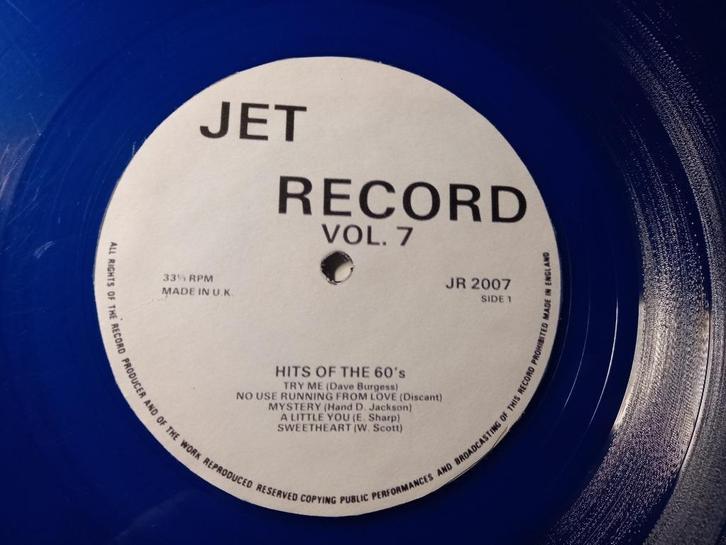 JET
RECORD
VOL. 7
33⅓ RPM
MADE IN U.K.
JR 2007
SIDE 1
HITS OF THE 60's
TRY ME (Dave Burgess)
NO USE RUNNING FROM LOVE (Discant)
MYSTERY (Hand D. Jackson)
A LITTLE YOU (E. Sharp)
SWEETHEART (W. Scott)
ALL RIGHTS OF THE RECORD PRODUCER AND OF THE WORK REPRODUCED RESERVED COPYING PUBLIC PERFORMANCES AND BROADCASTING OF THIS RECORD PROHIBITED MADE IN ENGLAND